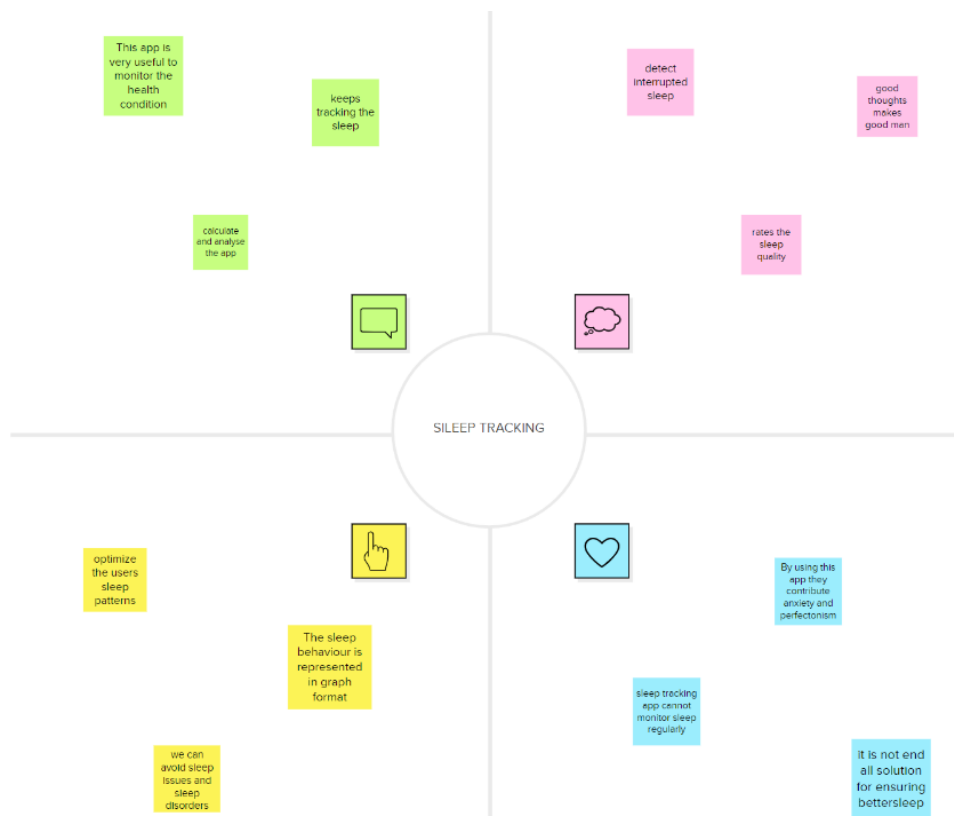 This app is
very useful to
monitor the
health
condition
keeps
tracking the
sleep
calculate
and analyse
the app
detect
interrupted
sleep
good
thoughts
makes
good man
rates the
sleep
quality
SILEEP TRACKING
optimize
the users
sleep
patterns
The sleep
behaviour is
represented
in graph
format
we can
avoid sleep
issues and
sleep
disorders
By using this
app they
contribute
anxiety and
perfectonism
sleep tracking
app cannot
monitor sleep
regularly
it is not end
all solution
for ensuring
bettersleep